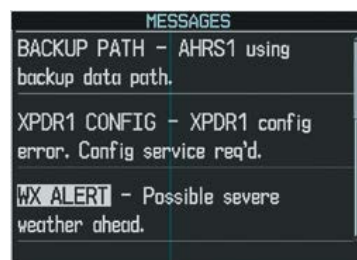 MESSAGES
BACKUP PATH – AHRS1 using
backup data path.
XPDR1 CONFIG – XPDR1 config
error. Config service req'd.
WX ALERT – Possible severe
weather ahead.